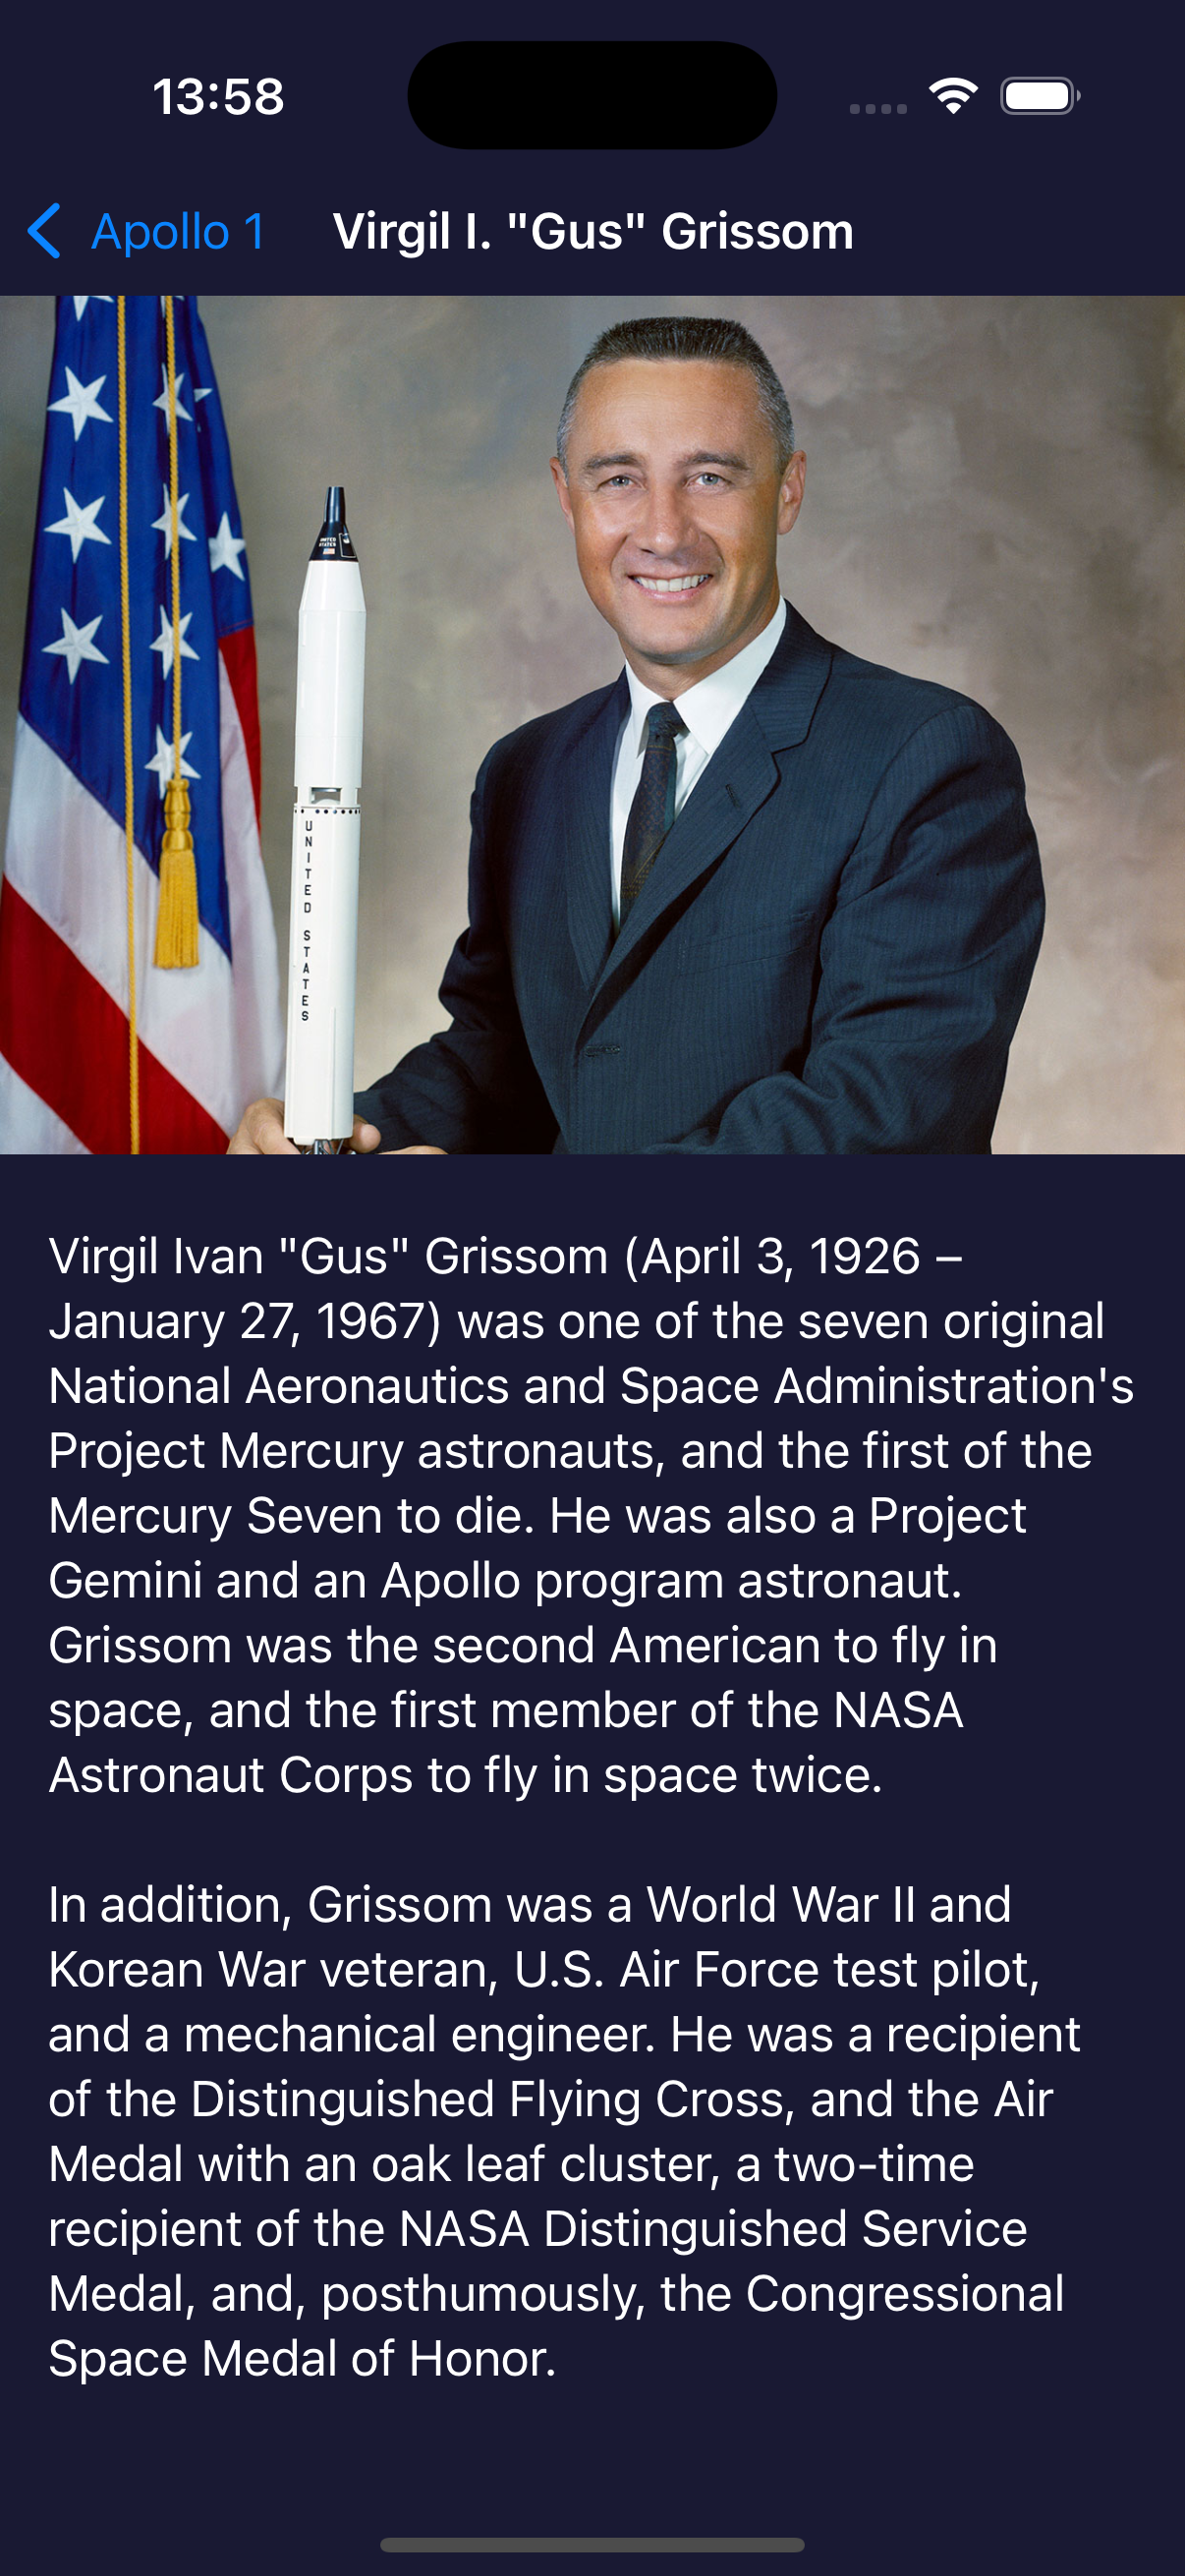 13:58
Apollo 1
Virgil I. "Gus" Grissom
UNITED
STATES
UNITED STATES
Virgil Ivan "Gus" Grissom (April 3, 1926 –
January 27, 1967) was one of the seven original
National Aeronautics and Space Administration's
Project Mercury astronauts, and the first of the
Mercury Seven to die. He was also a Project
Gemini and an Apollo program astronaut.
Grissom was the second American to fly in
space, and the first member of the NASA
Astronaut Corps to fly in space twice.
In addition, Grissom was a World War II and
Korean War veteran, U.S. Air Force test pilot,
and a mechanical engineer. He was a recipient
of the Distinguished Flying Cross, and the Air
Medal with an oak leaf cluster, a two-time
recipient of the NASA Distinguished Service
Medal, and, posthumously, the Congressional
Space Medal of Honor.